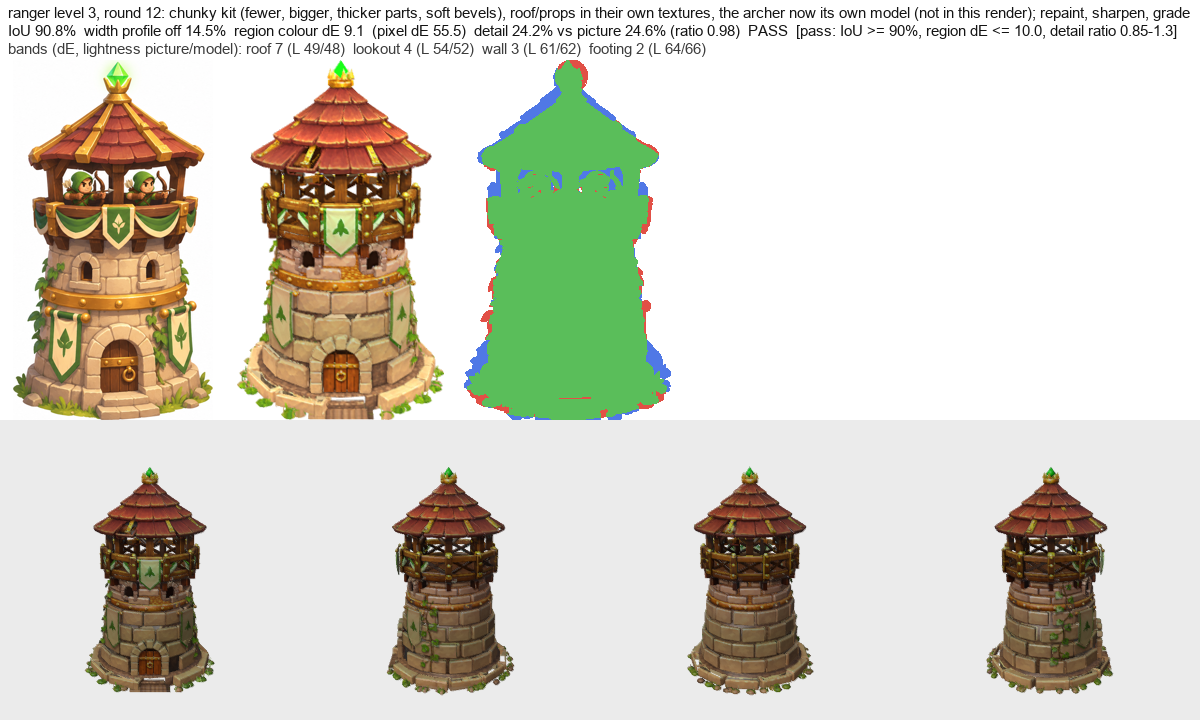 ranger level 3, round 12: chunky kit (fewer, bigger, thicker parts, soft bevels), roof/props in their own textures, the archer now its own model (not in this render); repaint, sharpen, grade
IoU 90.8%  width profile off 14.5%  region colour dE 9.1  (pixel dE 55.5)  detail 24.2% vs picture 24.6% (ratio 0.98)  PASS  [pass: IoU >= 90%, region dE <= 10.0, detail ratio 0.85-1.3]
bands (dE, lightness picture/model): roof 7 (L 49/48)  lookout 4 (L 54/52)  wall 3 (L 61/62)  footing 2 (L 64/66)